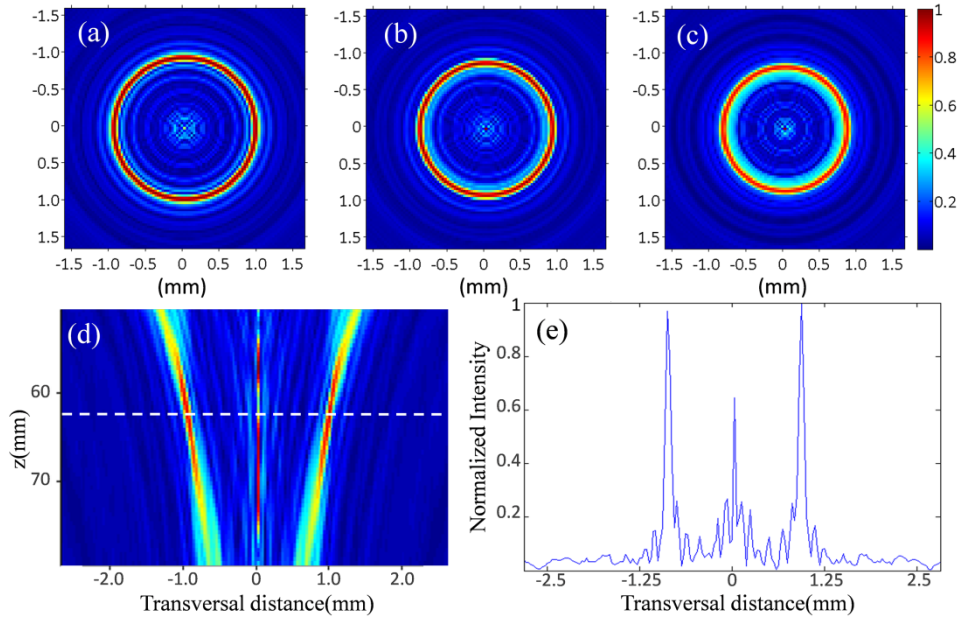 (a)
-1.5
-1.0
-0.5
0
0.5
1.0
1.5
-1.5 -1.0 -0.5 0 0.5 1.0 1.5
(mm)
(b)
-1.5
-1.0
-0.5
0
0.5
1.0
1.5
-1.5 -1.0 -0.5 0 0.5 1.0 1.5
(mm)
(c)
-1.5
-1.0
-0.5
0
0.5
1.0
1.5
-1.5 -1.0 -0.5 0 0.5 1.0 1.5
(mm)
1
0.8
0.6
0.4
0.2
(d)
z(mm)
60
70
-2.0 -1.0 0 1.0 2.0
Transversal distance(mm)
(e)
Normalized Intensity
1
0.8
0.6
0.4
0.2
-2.5 -1.25 0 1.25 2.5
Transversal distance(mm)